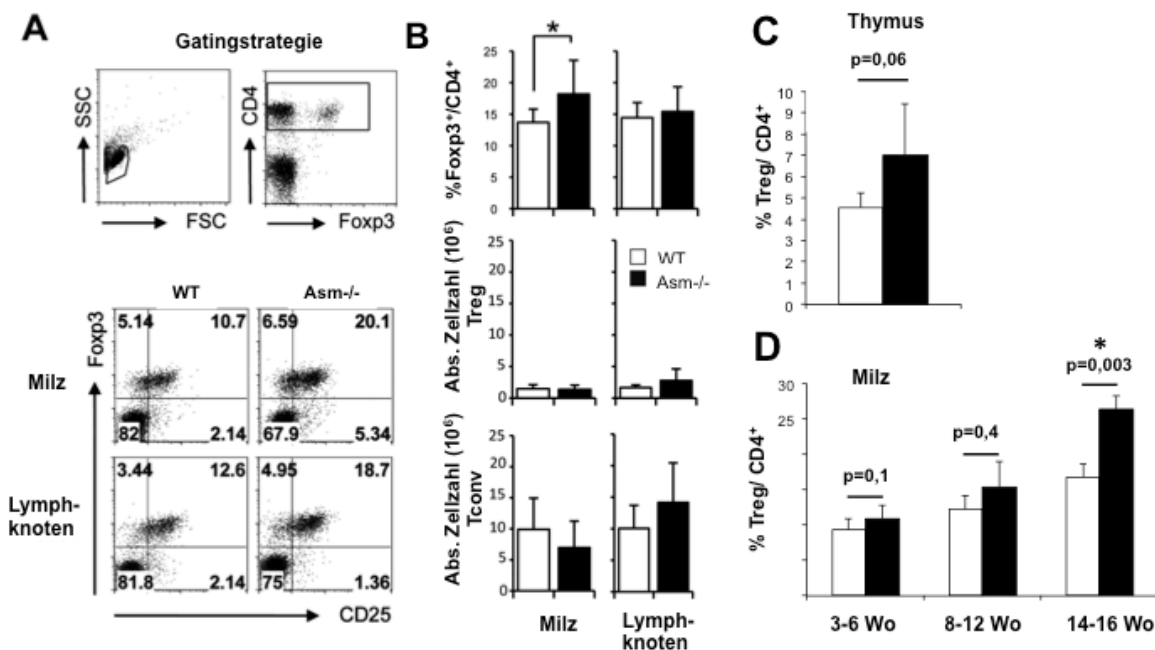 A
Gatingstrategie
SSC
FSC
CD4
Foxp3
WT
Asm-/-
Foxp3
Milz
5.14 10.7
82 2.14
6.59 20.1
67.9 5.34
Lymph-
knoten
3.44 12.6
81.8 2.14
4.95 18.7
75 1.36
CD25
B
*
%Foxp3⁺/CD4⁺
25
20
15
10
5
0
Abs. Zellzahl (10⁶)
Treg
25
20
15
10
5
0
WT
Asm-/-
Abs. Zellzahl (10⁶)
Tconv
25
20
15
10
5
0
Milz
Lymph-
knoten
C
Thymus
p=0,06
% Treg/ CD4⁺
10
9
8
7
6
5
4
3
2
1
0
D
Milz
% Treg/ CD4⁺
30
25
p=0,1
p=0,4
*
p=0,003
3-6 Wo
8-12 Wo
14-16 Wo